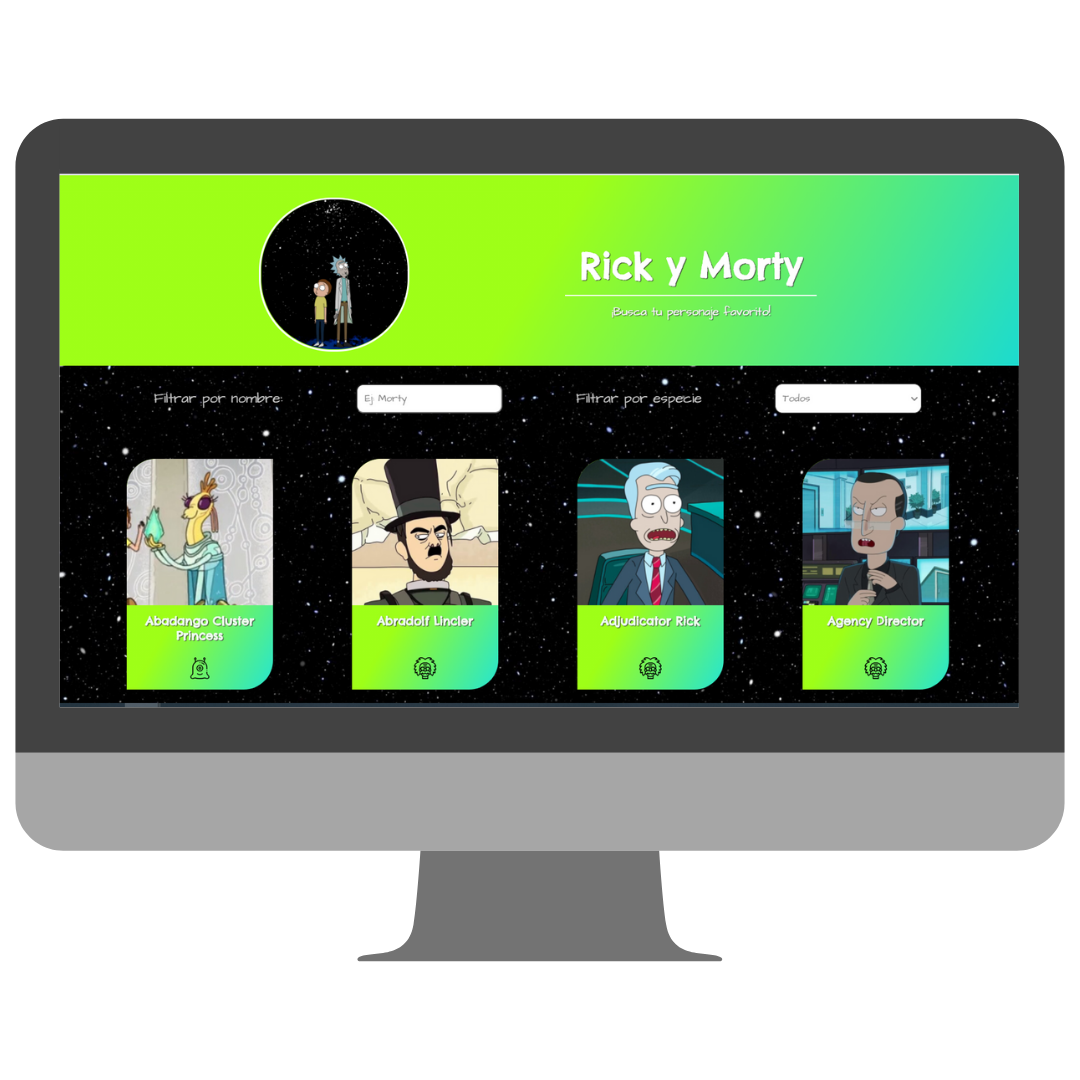 Rick y Morty
¡Busca tu personaje favorito!
Filtrar por nombre:
Ej: Morty
Filtrar por especie
Todos
Abadango Cluster
Princess
Abradolf Lincler
Adjudicator Rick
Agency Director